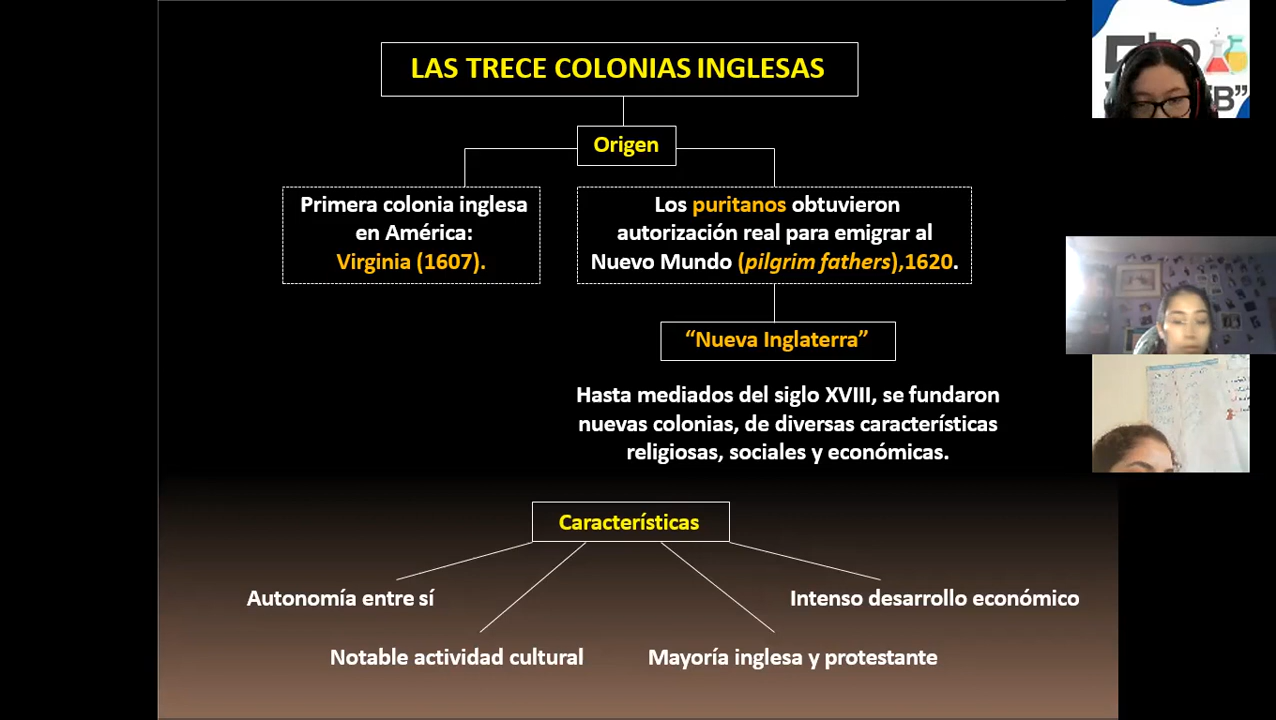 LAS TRECE COLONIAS INGLESAS
Origen
Primera colonia inglesa
en América:
Virginia (1607).
Los puritanos obtuvieron
autorización real para emigrar al
Nuevo Mundo (pilgrim fathers),1620.
“Nueva Inglaterra”
Hasta mediados del siglo XVIII, se fundaron
nuevas colonias, de diversas características
religiosas, sociales y económicas.
Características
Autonomía entre sí
Intenso desarrollo económico
Notable actividad cultural
Mayoría inglesa y protestante